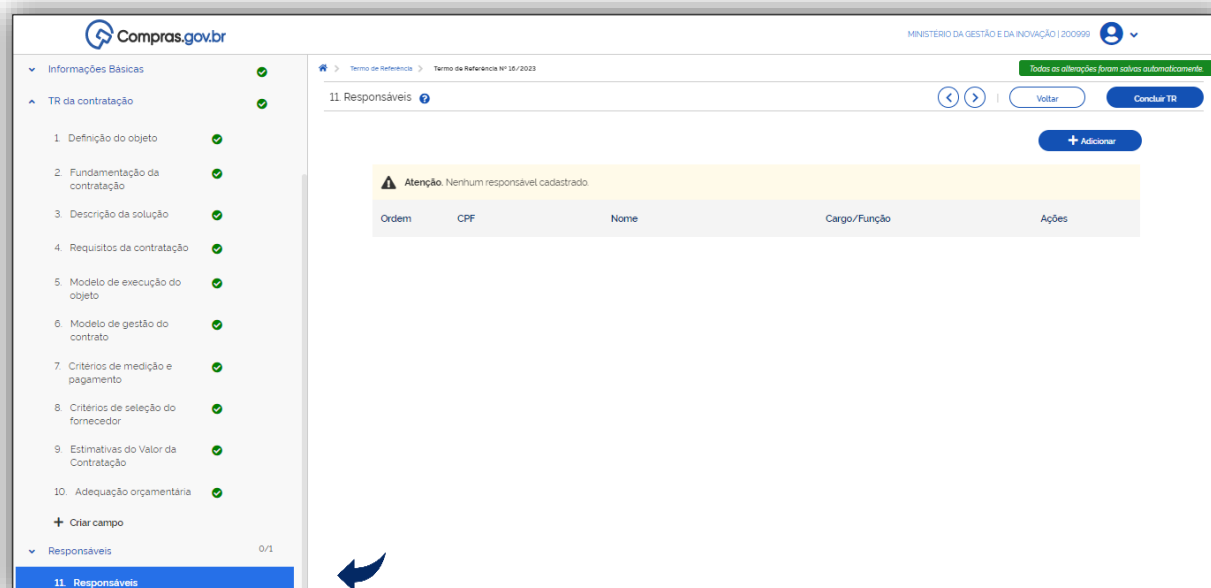 Compras.gov.br
MINISTÉRIO DA GESTÃO E DA INOVAÇÃO | 200999
Informações Básicas
Termo de Referência > Termo de Referência Nº 16/2023
Todas as alterações foram salvas automaticamente.
TR da contratação
11. Responsáveis
Voltar
Concluir TR
+ Adicionar
1. Definição do objeto
2. Fundamentação da
contratação
3. Descrição da solução
4. Requisitos da contratação
5. Modelo de execução do
objeto
6. Modelo de gestão do
contrato
7. Critérios de medição e
pagamento
8. Critérios de seleção do
fornecedor
9. Estimativas do Valor da
Contratação
10. Adequação orçamentária
+ Criar campo
Responsáveis 0/1
11. Responsáveis
Atenção. Nenhum responsável cadastrado.
Ordem CPF Nome Cargo/Função Ações